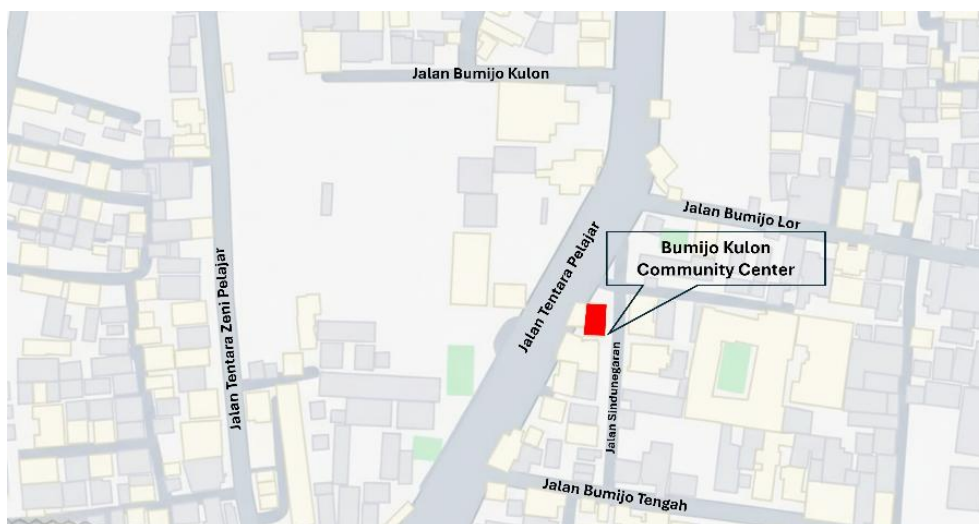 Jalan Bumijo Kulon
Jalan Bumijo Lor
Bumijo Kulon
Community Center
Jalan Tentara Pelajar
Jalan Tentara Zeni Pelajar
Jalan Sindunegaran
Jalan Bumijo Tengah